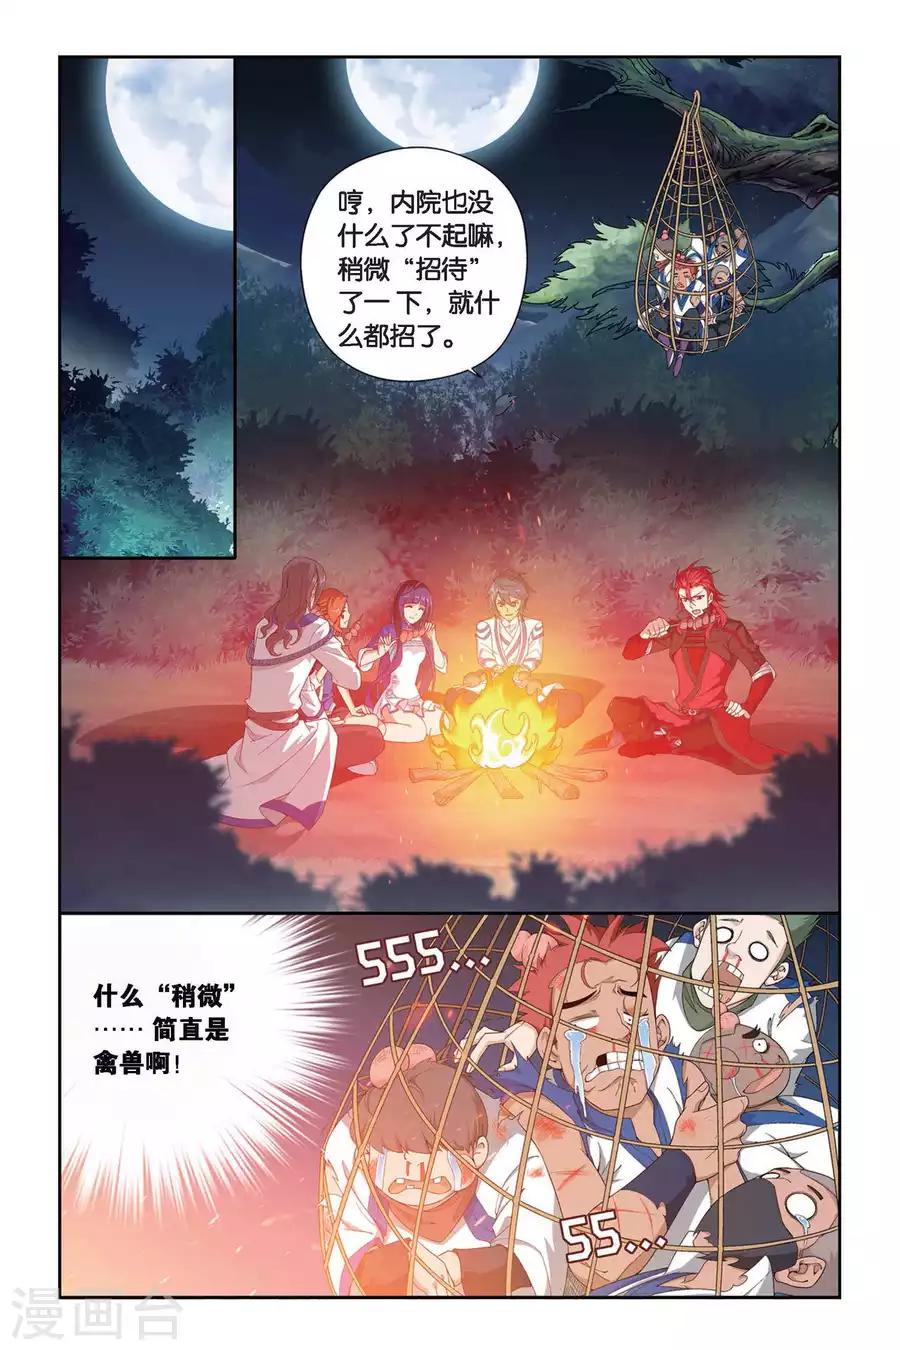 哼，内院也没
什么了不起嘛，
稍微“招待”
了一下，就什
么都招了。
555...
什么“稍微”
……简直是
禽兽啊！
55...
漫画台